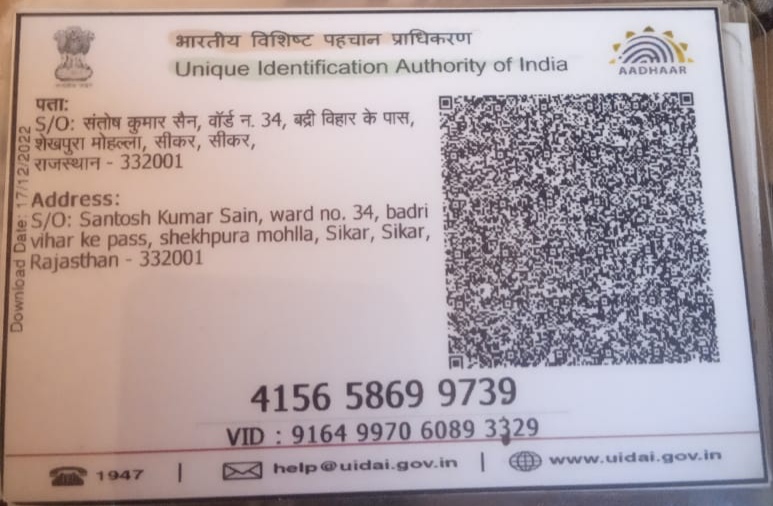 भारतीय विशिष्ट पहचान प्राधिकरण
Unique Identification Authority of India
AADHAAR
पता:
S/O: संतोष कुमार सैन, वॉर्ड न. 34, बद्री विहार के पास,
शेखपुरा मोहल्ला, सीकर, सीकर,
राजस्थान - 332001
Address:
S/O: Santosh Kumar Sain, ward no. 34, badri
vihar ke pass, shekhpura mohlla, Sikar, Sikar,
Rajasthan - 332001
Download Date: 17/12/2022
4156 5869 9739
VID : 9164 9970 6089 3329
1947 | help@uidai.gov.in | www.uidai.gov.in